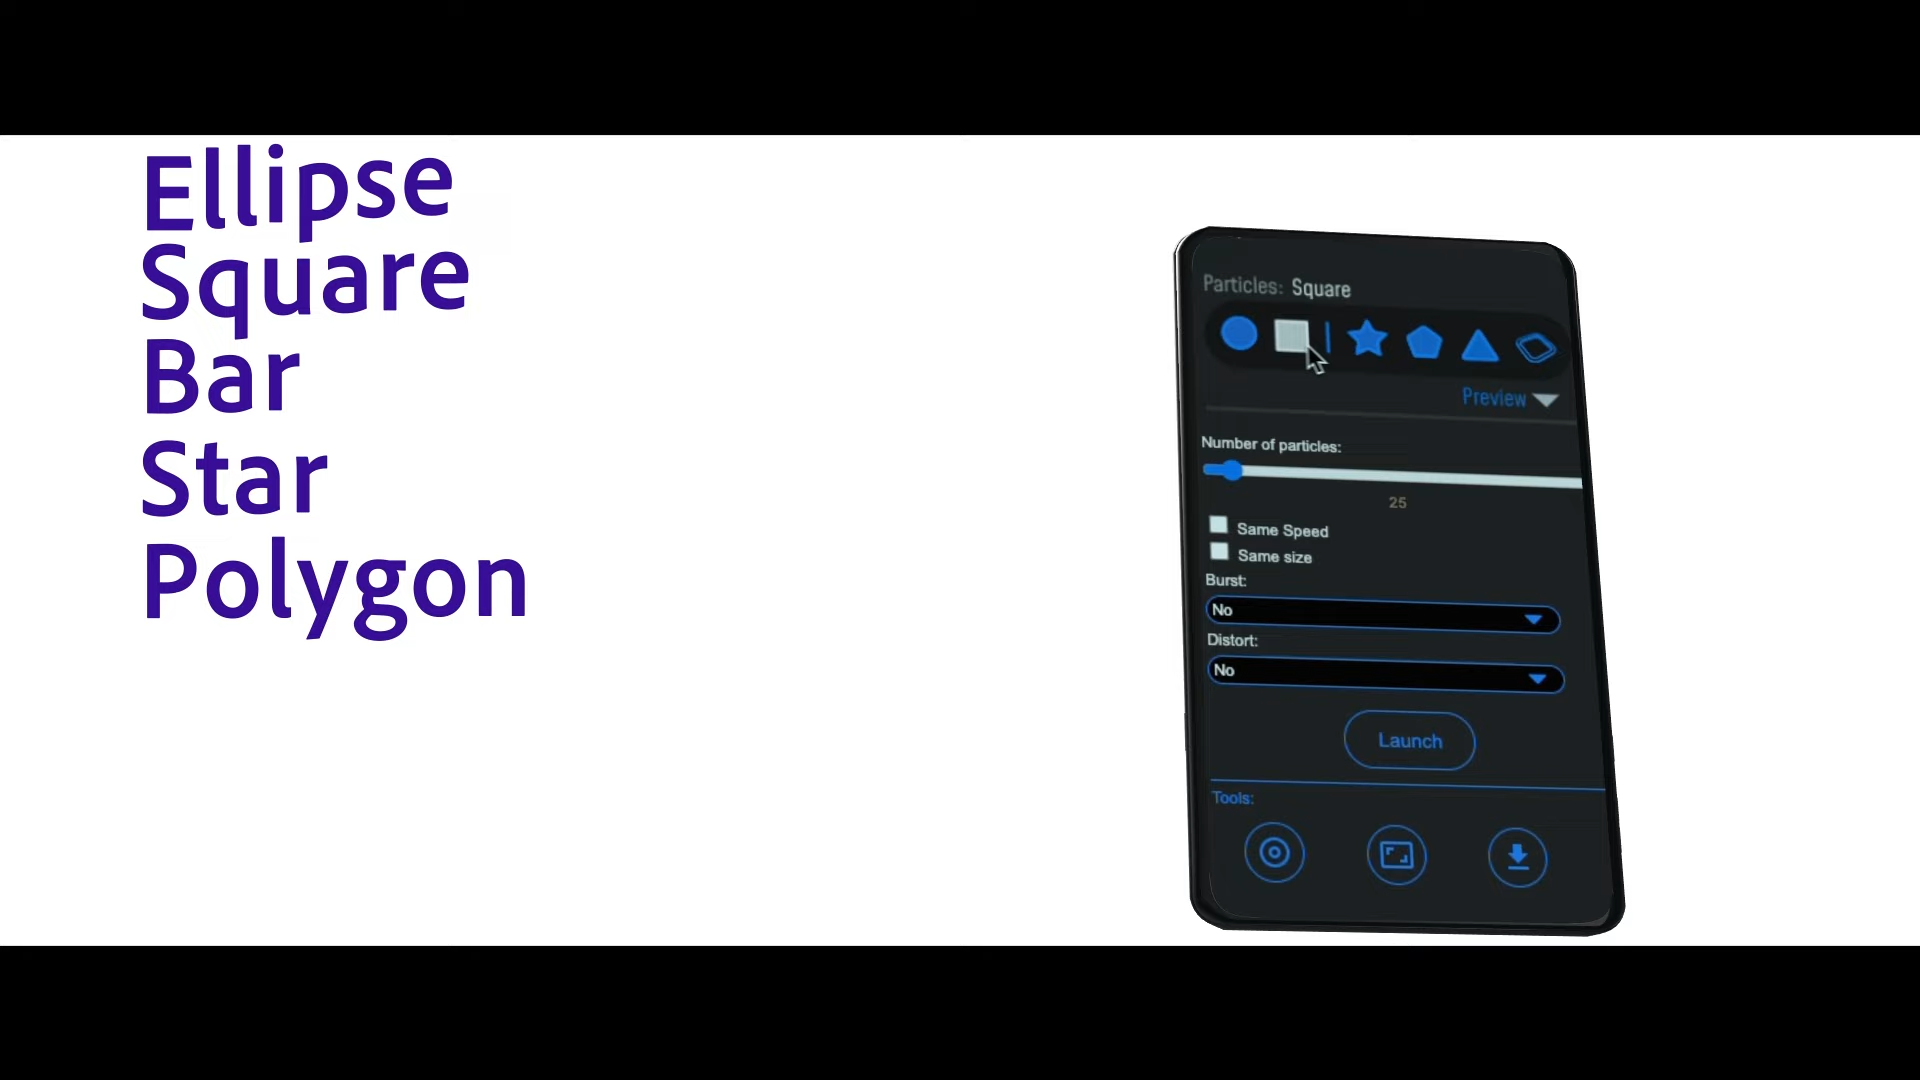 Ellipse
Square
Bar
Star
Polygon
Particles: Square
Preview
Number of particles:
25
Same Speed
Same size
Burst:
No
Distort:
No
Launch
Tools: